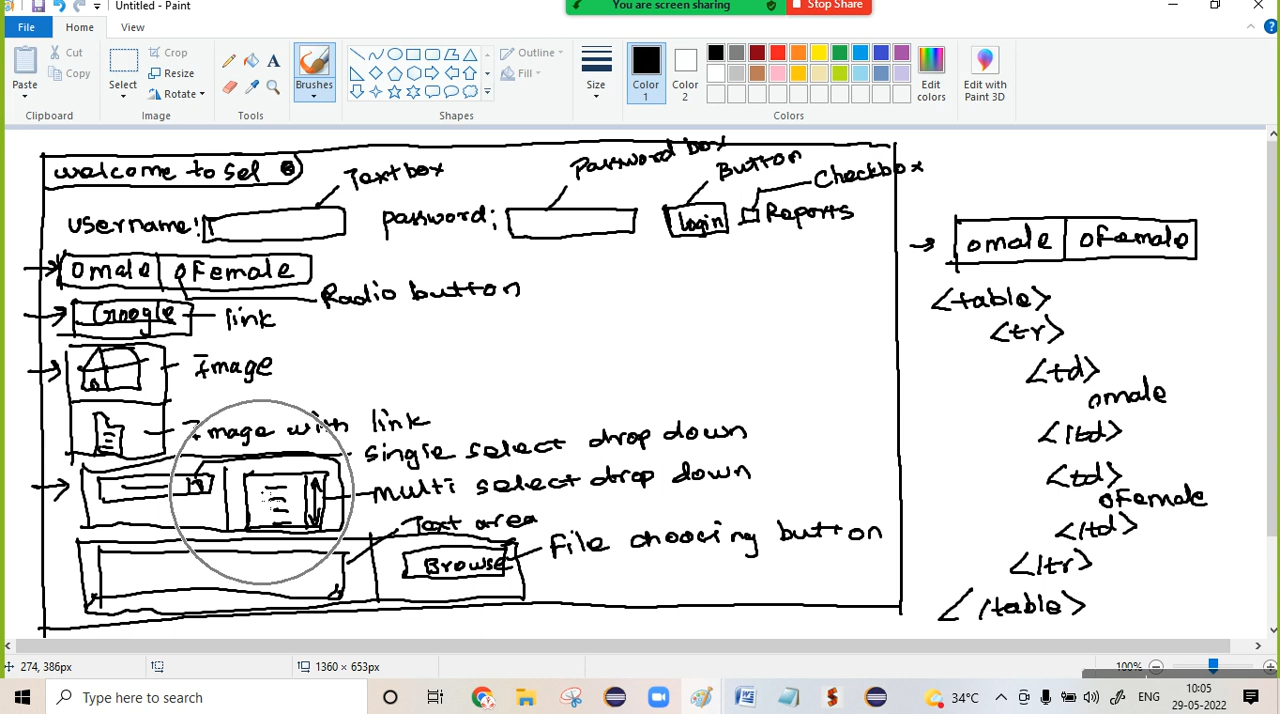 Untitled - Paint
You are screen sharing
Stop Share
File
Home
View
Paste
Cut
Copy
Clipboard
Select
Crop
Resize
Rotate
Image
Tools
Brushes
Outline
Fill
Shapes
Size
Color 1
Color 2
Edit colors
Edit with Paint 3D
Colors
welcome to sel
Textbox
Password box
Button
Checkbox
username:
password:
login
Reports
o male
o Female
Radio button
Google
link
Image
Image with link
single select drop down
multi select drop down
Text area
Browse
File choosing button
o male
o Female
<table>
<tr>
<td>
o male
</td>
<td>
o Female
</td>
</tr>
</table>
274, 386px
1360 × 653px
100%
Type here to search
34°C
ENG
10:05
29-05-2022